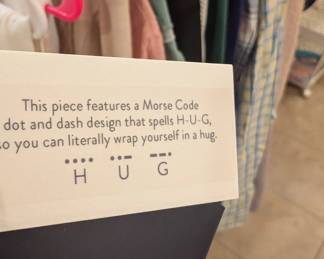 This piece features a Morse Code
dot and dash design that spells H-U-G,
so you can literally wrap yourself in a hug.
•••• ••— ——•
H U G